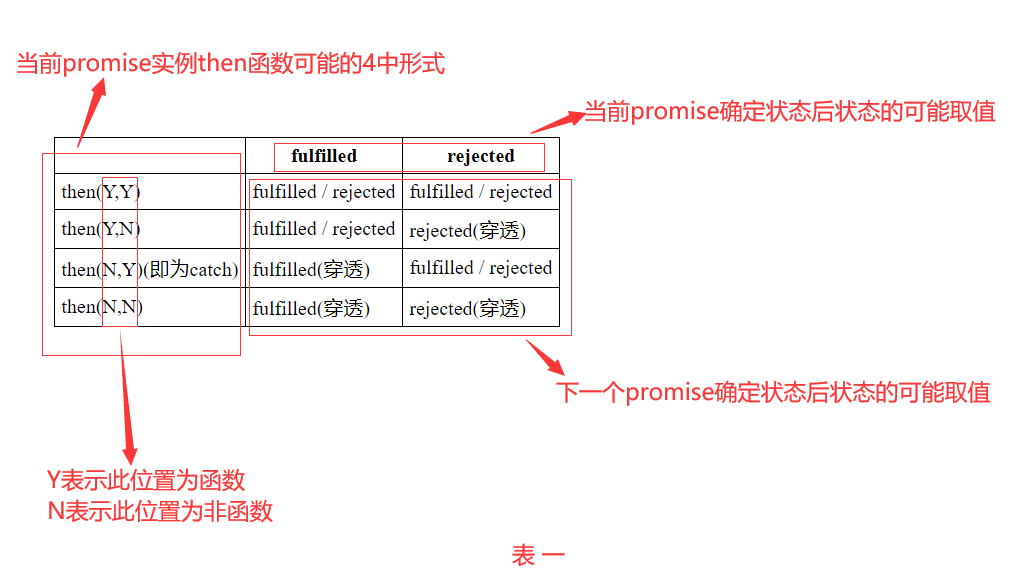 当前promise实例then函数可能的4中形式
当前promise确定状态后状态的可能取值
fulfilled rejected
then(Y,Y) fulfilled / rejected fulfilled / rejected
then(Y,N) fulfilled / rejected rejected(穿透)
then(N,Y)(即为catch) fulfilled(穿透) fulfilled / rejected
then(N,N) fulfilled(穿透) rejected(穿透)
下一个promise确定状态后状态的可能取值
Y表示此位置为函数
N表示此位置为非函数
表 一